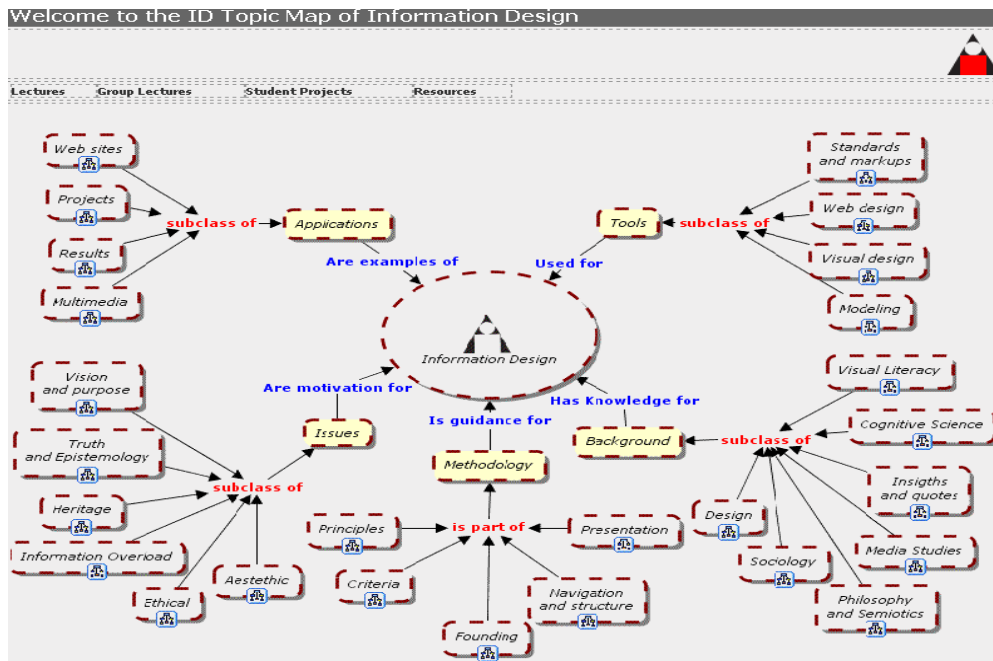 Welcome to the ID Topic Map of Information Design
Lectures
Group Lectures
Student Projects
Resources
Web sites
Projects
Results
Multimedia
subclass of
Applications
Are examples of
Standards
and markups
Web design
Visual design
Modeling
subclass of
Tools
Used for
Information Design
Vision
and purpose
Truth
and Epistemology
Heritage
Information Overload
Ethical
Aestethic
subclass of
Issues
Are motivation for
Is guidance for
Methodology
is part of
Principles
Criteria
Founding
Navigation
and structure
Presentation
Has Knowledge for
Background
subclass of
Visual Literacy
Cognitive Science
Insigths
and quotes
Media Studies
Philosophy
and Semiotics
Sociology
Design